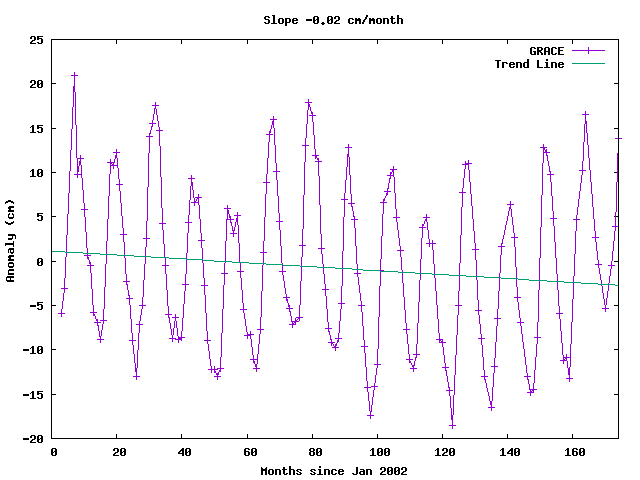 Slope -0.02 cm/month
25
20
15
10
5
0
-5
-10
-15
-20
Anomaly (cm)
GRACE
Trend Line
0 20 40 60 80 100 120 140 160
Months since Jan 2002